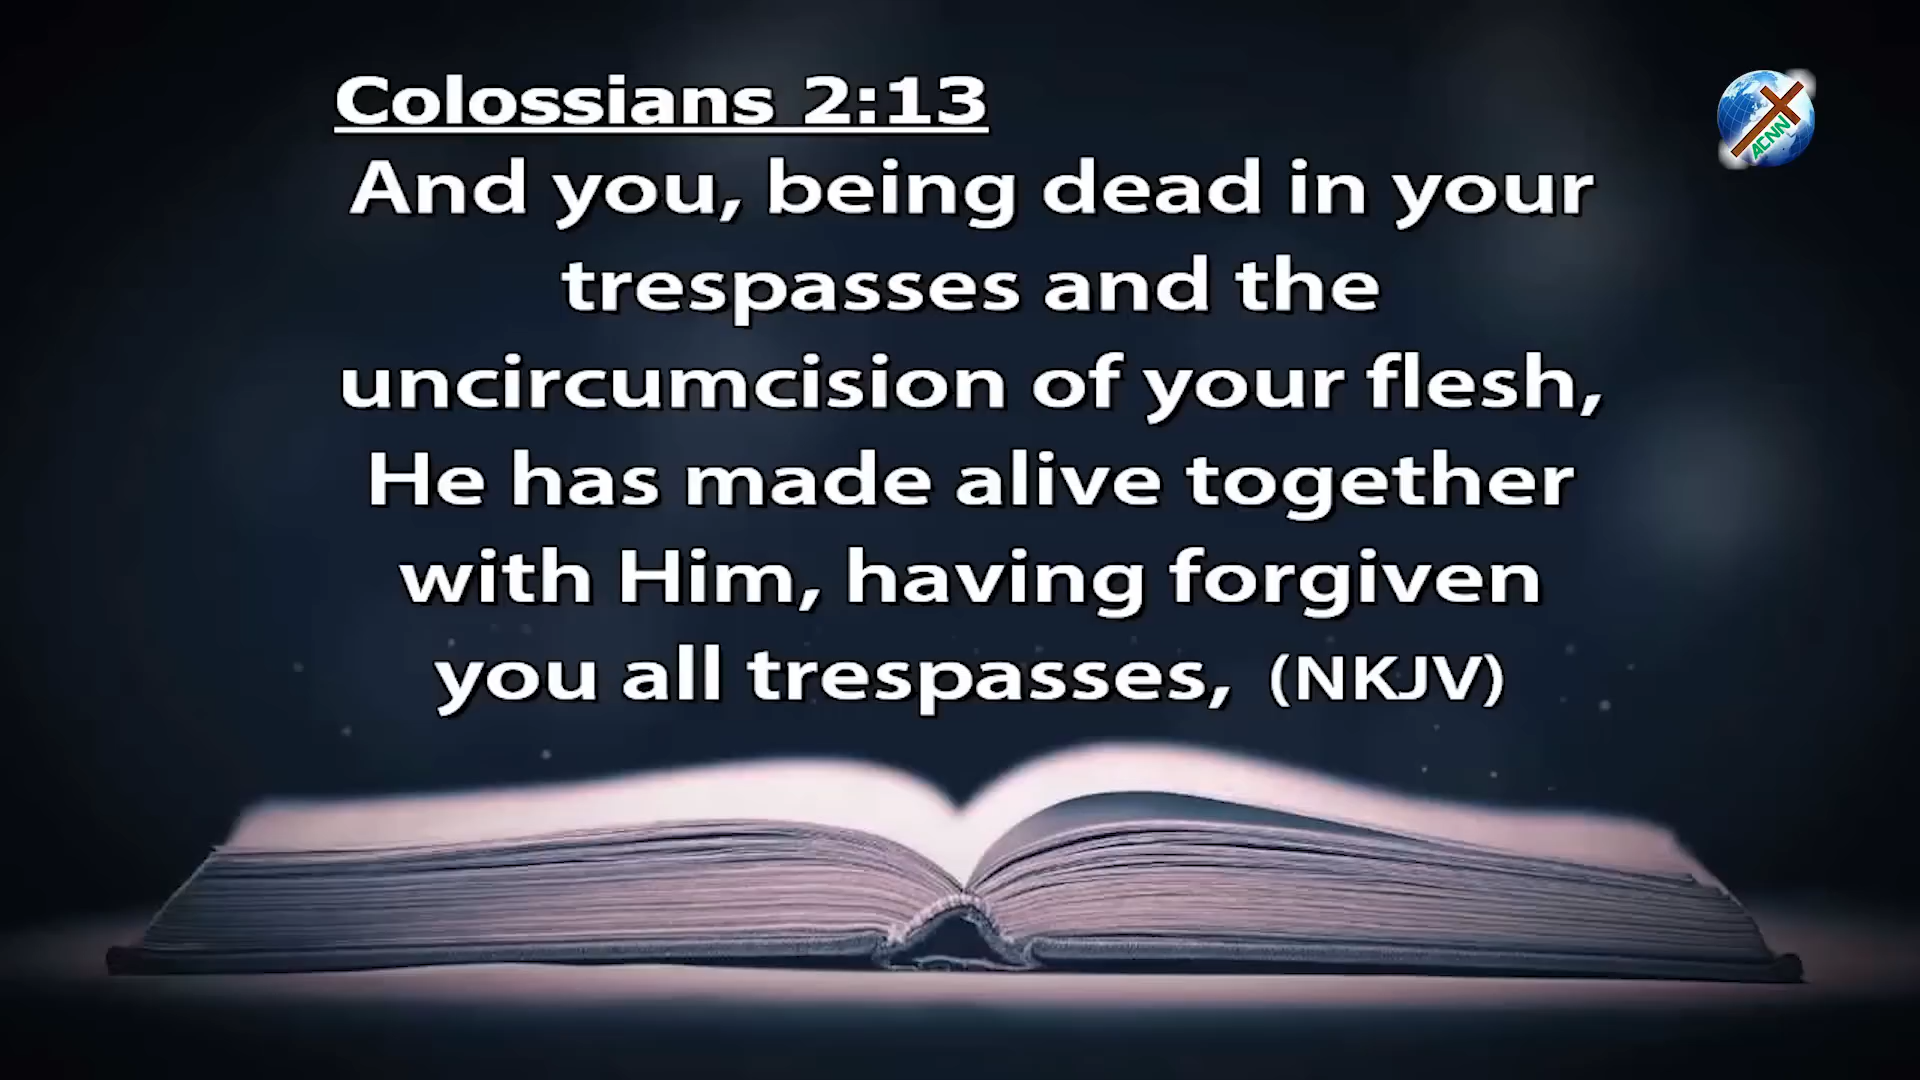 Colossians 2:13
And you, being dead in your
trespasses and the
uncircumcision of your flesh,
He has made alive together
with Him, having forgiven
you all trespasses, (NKJV)
ACNN